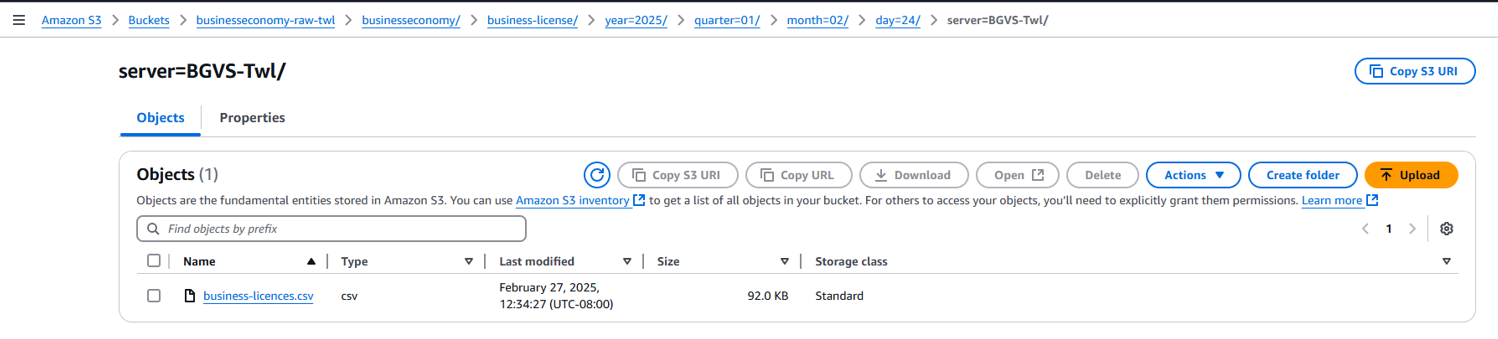 Amazon S3 > Buckets > businesseconomy-raw-twl > businesseconomy/ > business-license/ > year=2025/ > quarter=01/ > month=02/ > day=24/ > server=BGVS-Twl/
server=BGVS-Twl/
Copy S3 URI
Objects Properties
Objects (1)
Copy S3 URI Copy URL Download Open Delete Actions Create folder Upload
Objects are the fundamental entities stored in Amazon S3. You can use Amazon S3 inventory to get a list of all objects in your bucket. For others to access your objects, you'll need to explicitly grant them permissions. Learn more
Find objects by prefix
1
Name Type Last modified Size Storage class
business-licences.csv csv February 27, 2025, 12:34:27 (UTC-08:00) 92.0 KB Standard